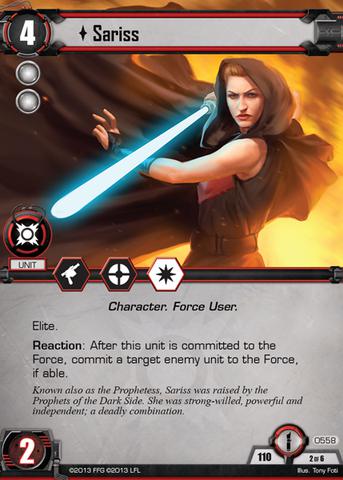 4
Sariss
UNIT
Character. Force User.
Elite.
Reaction: After this unit is committed to the
Force, commit a target enemy unit to the Force,
if able.
Known also as the Prophetess, Sariss was raised by the
Prophets of the Dark Side. She was strong-willed, powerful and
independent; a deadly combination.
2
110
2 of 6
0558
©2013 FFG ©2013 LFL
Illus. Tony Foti